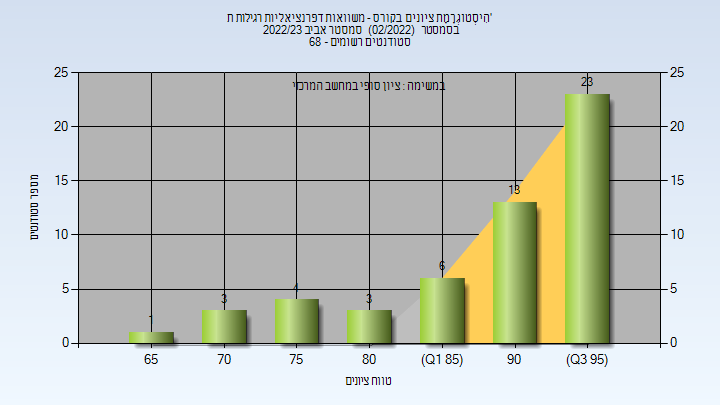 היסטוגרמת ציונים בקורס - משוואות דפרנציאליות רגילות ת'
בסמסטר (02/2022) סמסטר אביב 2022/23
סטודנטים רשומים - 68
במשימה : ציון סופי במחשב המרכזי
25 25
20 20
15 15
10 10
5 5
0 0
1 3 4 3 6 13 23
65 70 75 80 (Q1 85) 90 (Q3 95)
מספר סטודנטים
טווח ציונים